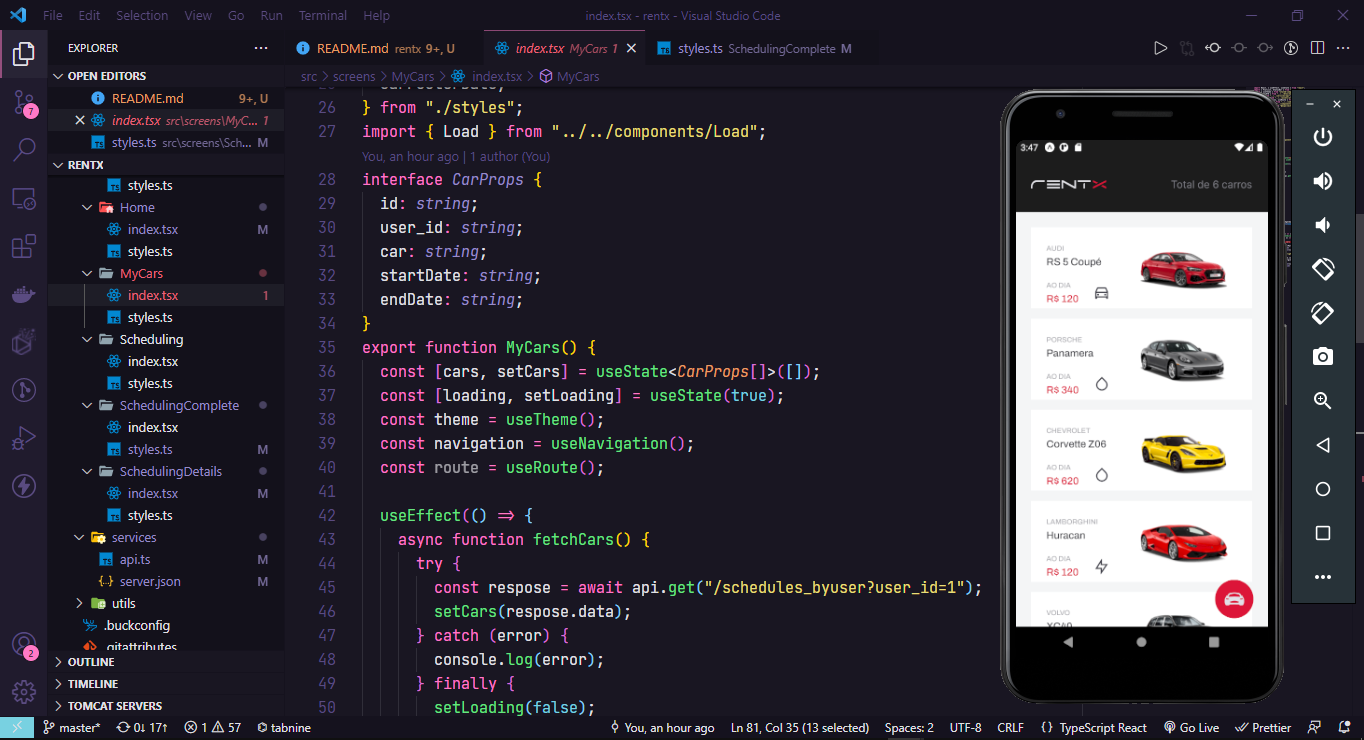 File Edit Selection View Go Run Terminal Help
index.tsx - rentx - Visual Studio Code
EXPLORER
OPEN EDITORS
README.md 9+, U
index.tsx src\screens\MyC... 1
styles.ts src\screens\Sch... M
RENTX
styles.ts
Home
index.tsx M
styles.ts
MyCars
index.tsx 1
styles.ts
Scheduling
index.tsx
styles.ts
SchedulingComplete
index.tsx
styles.ts M
SchedulingDetails
index.tsx M
styles.ts
services
api.ts M
server.json M
utils
.buckconfig
.gitattributes
OUTLINE
TIMELINE
TOMCAT SERVERS
7
2
README.md rentx 9+, U
index.tsx MyCars 1
styles.ts SchedulingComplete M
src > screens > MyCars > index.tsx > MyCars
26 } from "./styles";
27 import { Load } from "../../components/Load";
You, an hour ago | 1 author (You)
28 interface CarProps {
29 id: string;
30 user_id: string;
31 car: string;
32 startDate: string;
33 endDate: string;
34 }
35 export function MyCars() {
36 const [cars, setCars] = useState<CarProps[]>([]);
37 const [loading, setLoading] = useState(true);
38 const theme = useTheme();
39 const navigation = useNavigation();
40 const route = useRoute();
41
42 useEffect(() => {
43 async function fetchCars() {
44 try {
45 const respose = await api.get("/schedules_byuser?user_id=1");
46 setCars(respose.data);
47 } catch (error) {
48 console.log(error);
49 } finally {
50 setLoading(false);
3:47
RENTX
Total de 6 carros
AUDI
RS 5 Coupé
AO DIA
R$ 120
PORSCHE
Panamera
AO DIA
R$ 340
CHEVROLET
Corvette Z06
AO DIA
R$ 620
LAMBORGHINI
Huracan
AO DIA
R$ 120
VOLVO
XC40
master* 0↓ 17↑ 1 57 tabnine
You, an hour ago Ln 81, Col 35 (13 selected) Spaces: 2 UTF-8 CRLF {} TypeScript React Go Live Prettier